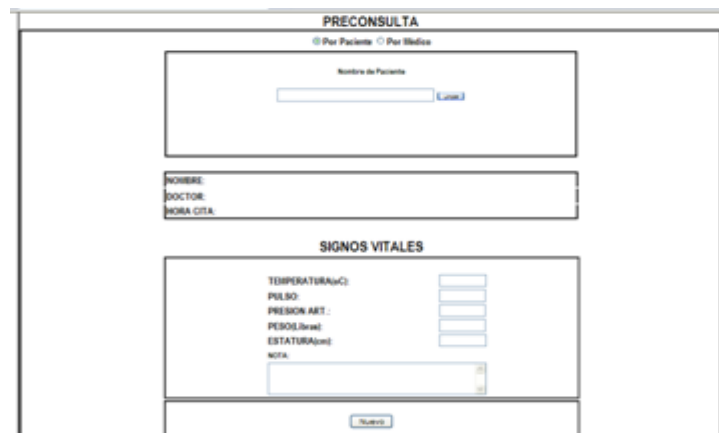 PRECONSULTA
Por Paciente Por Médico
Nombre de Paciente
NOMBRE:
DOCTOR:
HORA CITA:
SIGNOS VITALES
TEMPERATURA(oC):
PULSO:
PRESION ART.:
PESO(Libras):
ESTATURA(cm):
NOTA:
Nuevo